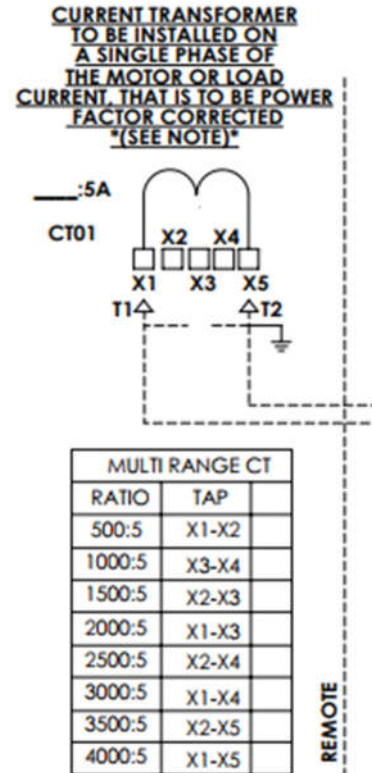 CURRENT TRANSFORMER
TO BE INSTALLED ON
A SINGLE PHASE OF
THE MOTOR OR LOAD
CURRENT, THAT IS TO BE POWER
FACTOR CORRECTED
*(SEE NOTE)*
____:5A
CT01
X2 X4
X1 X3 X5
T1 T2
MULTI RANGE CT
RATIO TAP
500:5 X1-X2
1000:5 X3-X4
1500:5 X2-X3
2000:5 X1-X3
2500:5 X2-X4
3000:5 X1-X4
3500:5 X2-X5
4000:5 X1-X5
REMOTE